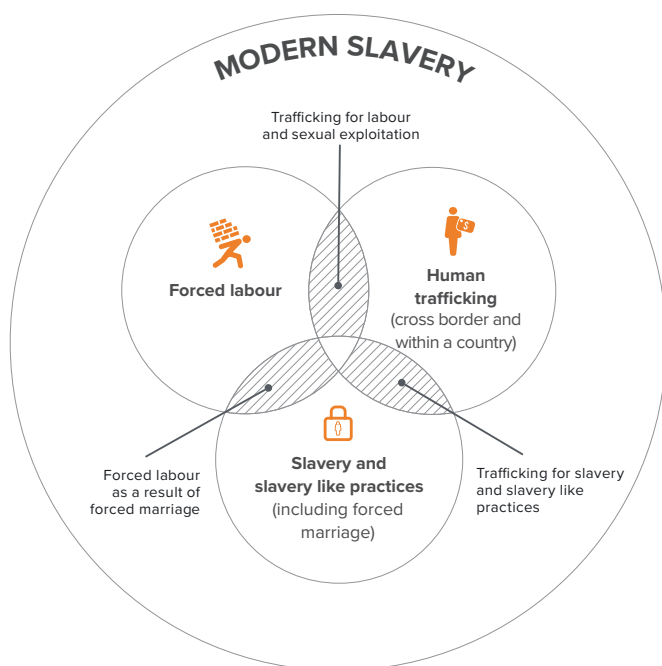 MODERN SLAVERY
Trafficking for labour
and sexual exploitation
Forced labour
$
Human
trafficking
(cross border and
within a country)
Slavery and
slavery like practices
(including forced
marriage)
Forced labour
as a result of
forced marriage
Trafficking for slavery
and slavery like
practices